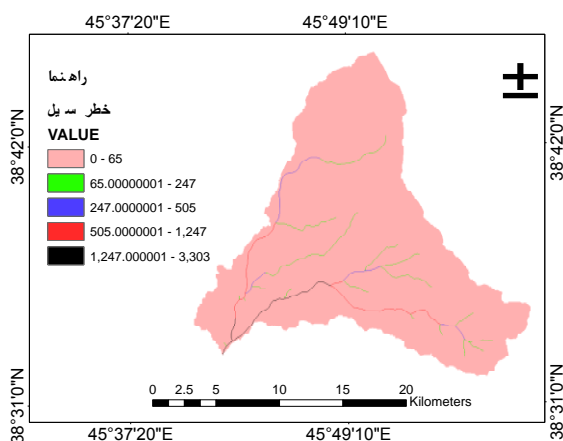 45°37'20"E 45°49'10"E
38°42'0"N 38°42'0"N
راهنما
خطر سیل
VALUE
0 - 65
65.00000001 - 247
247.0000001 - 505
505.0000001 - 1,247
1,247.000001 - 3,303
0 2.5 5 10 15 20
Kilometers
38°31'0"N 38°31'0"N
45°37'20"E 45°49'10"E